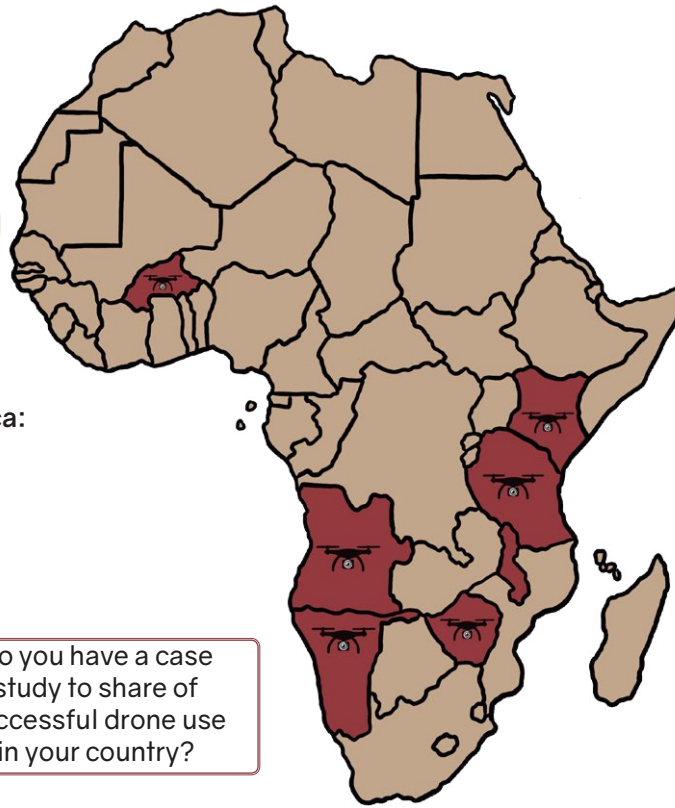 ca:
o you have a case
study to share of
ccessful drone use
in your country?